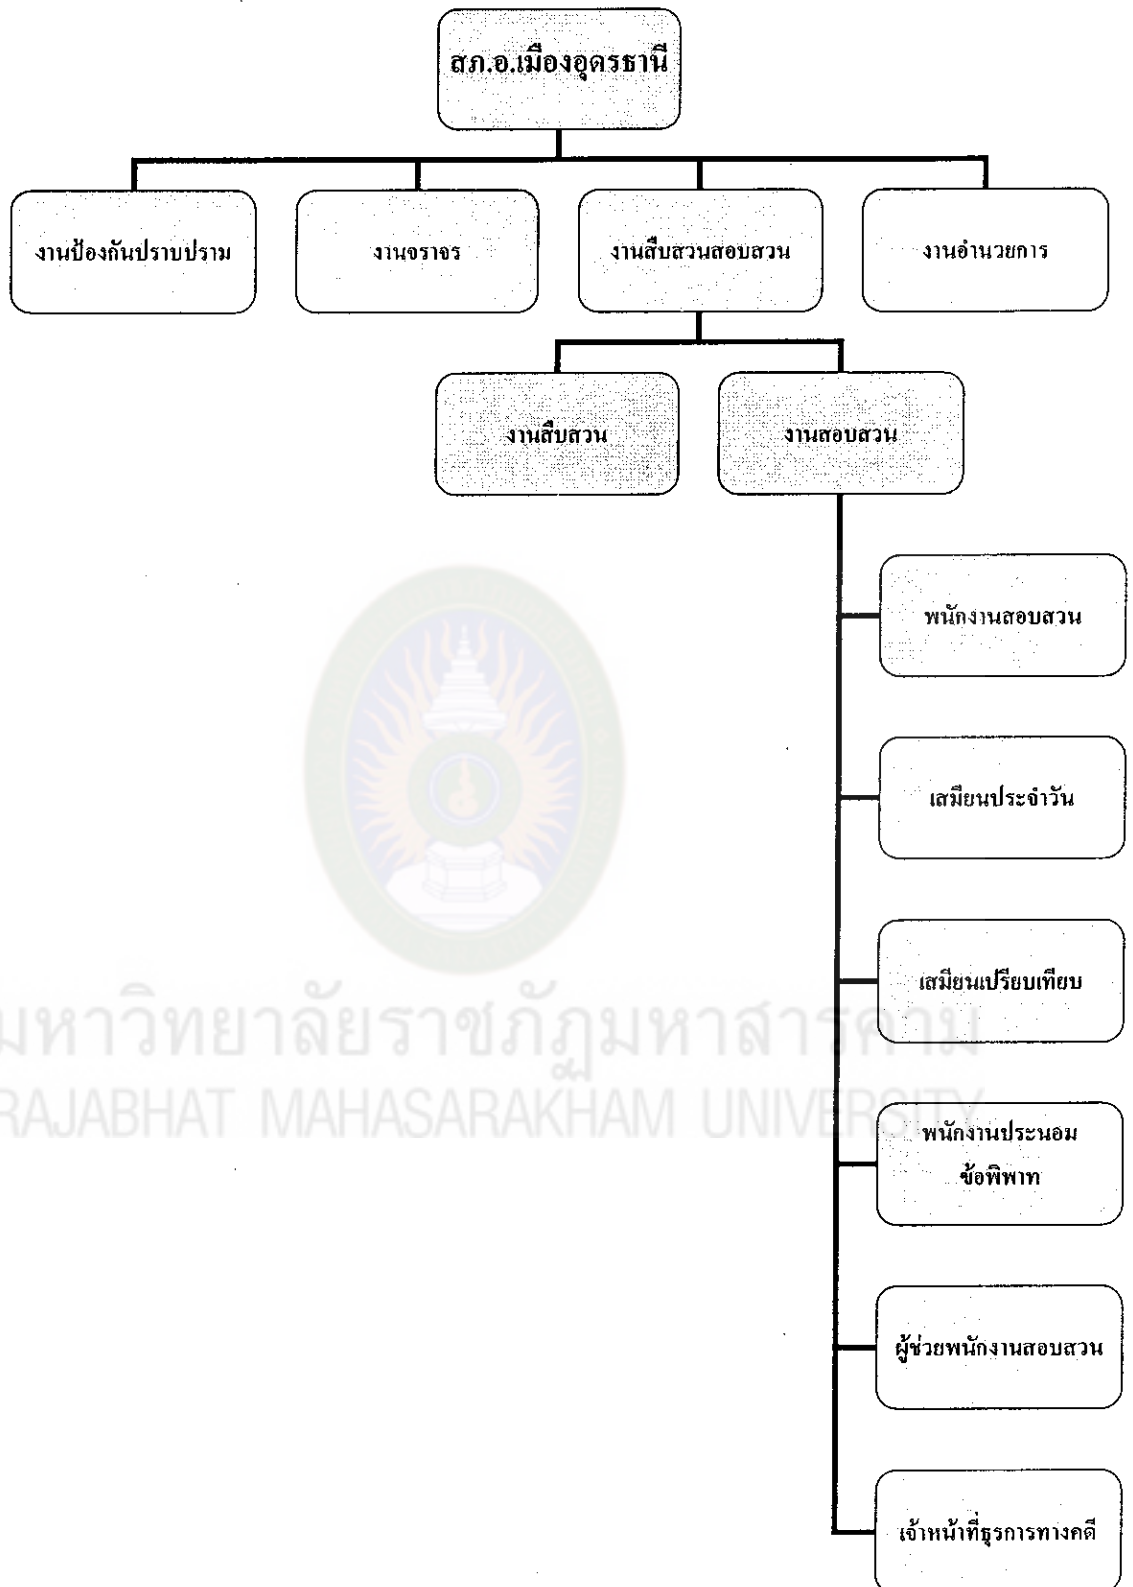 สภ.อ.เมืองอุดรธานี
งานป้องกันปราบปราม
งานจราจร
งานสืบสวนสอบสวน
งานอำนวยการ
งานสืบสวน
งานสอบสวน
พนักงานสอบสวน
เสมียนประจำวัน
เสมียนเปรียบเทียบ
มหาวิทยาลัยราชภัฏมหาสารคาม
RAJABHAT MAHASARAKHAM UNIVERSITY
พนักงานประนอม
ข้อพิพาท
ผู้ช่วยพนักงานสอบสวน
เจ้าหน้าที่ธุรการทางคดี